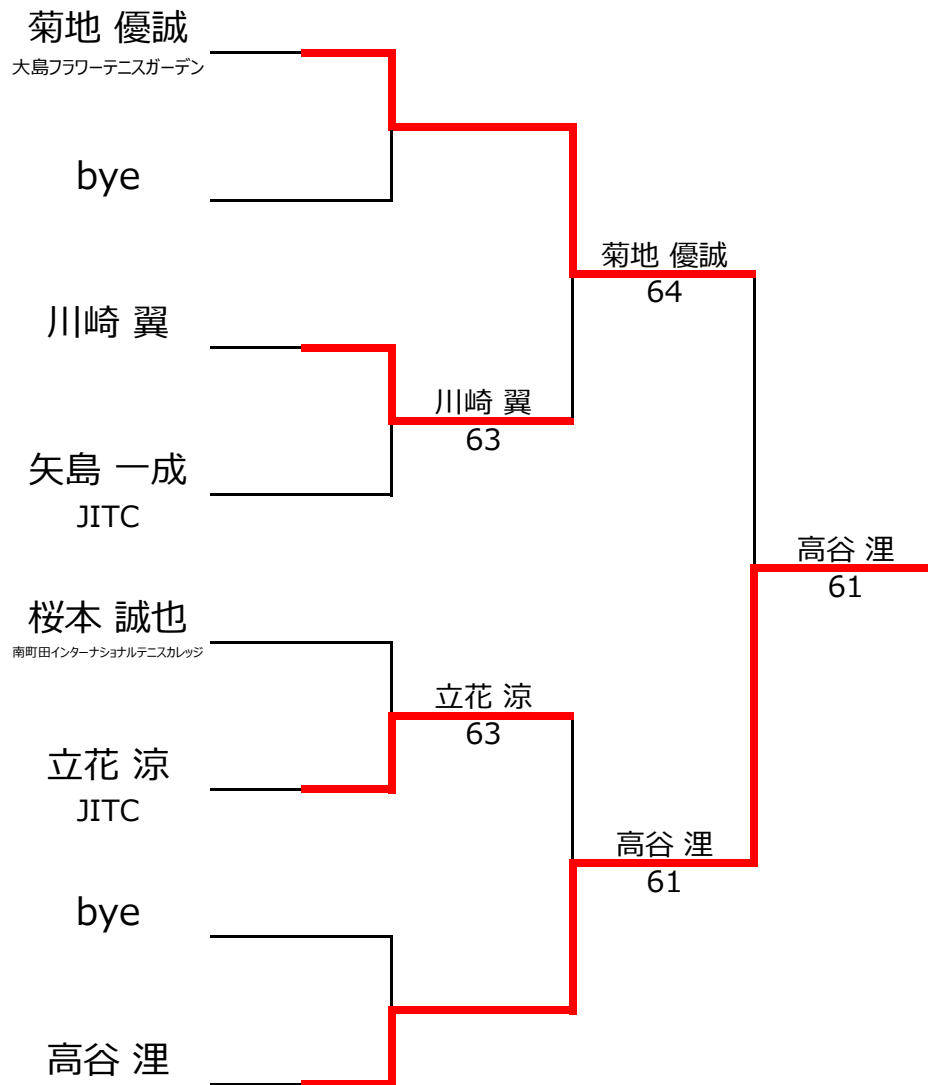 菊地 優誠
大島フラワーテニスガーデン
bye
菊地 優誠
64
川崎 翼
川崎 翼
63
矢島 一成
JITC
高谷 浬
61
桜本 誠也
南町田インターナショナルテニスカレッジ
立花 涼
63
立花 涼
JITC
高谷 浬
61
bye
高谷 浬